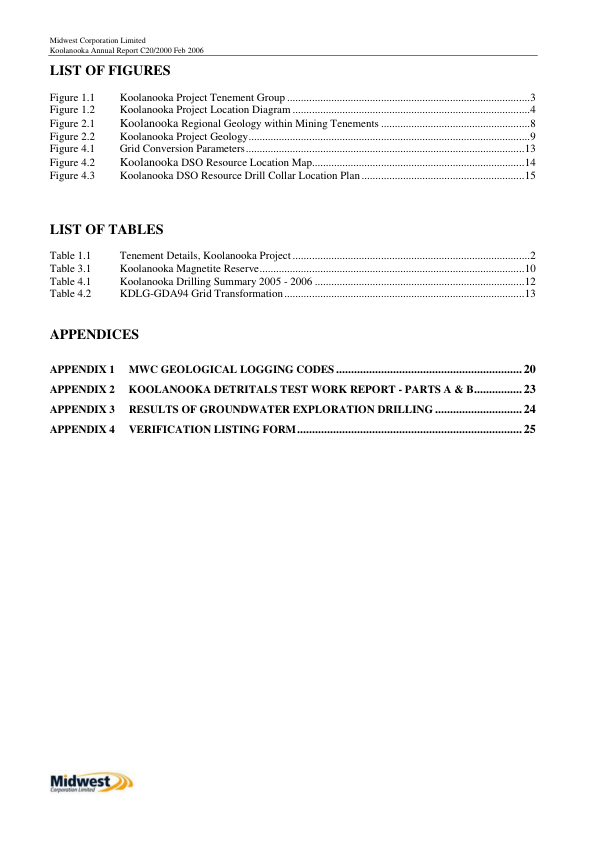 Midwest Corporation Limited
Koolanooka Annual Report C20/2000 Feb 2006
LIST OF FIGURES
Figure 1.1 Koolanooka Project Tenement Group ........................................................................................3
Figure 1.2 Koolanooka Project Location Diagram ......................................................................................4
Figure 2.1 Koolanooka Regional Geology within Mining Tenements ......................................................8
Figure 2.2 Koolanooka Project Geology......................................................................................................9
Figure 4.1 Grid Conversion Parameters.....................................................................................................13
Figure 4.2 Koolanooka DSO Resource Location Map.............................................................................14
Figure 4.3 Koolanooka DSO Resource Drill Collar Location Plan ...........................................................15
LIST OF TABLES
Table 1.1 Tenement Details, Koolanooka Project ......................................................................................2
Table 3.1 Koolanooka Magnetite Reserve................................................................................................10
Table 4.1 Koolanooka Drilling Summary 2005 - 2006 ............................................................................12
Table 4.2 KDLG-GDA94 Grid Transformation .......................................................................................13
APPENDICES
APPENDIX 1 MWC GEOLOGICAL LOGGING CODES ............................................................. 20
APPENDIX 2 KOOLANOOKA DETRITALS TEST WORK REPORT - PARTS A & B................ 23
APPENDIX 3 RESULTS OF GROUNDWATER EXPLORATION DRILLING ............................. 24
APPENDIX 4 VERIFICATION LISTING FORM........................................................................... 25
Midwest
Corporation Limited